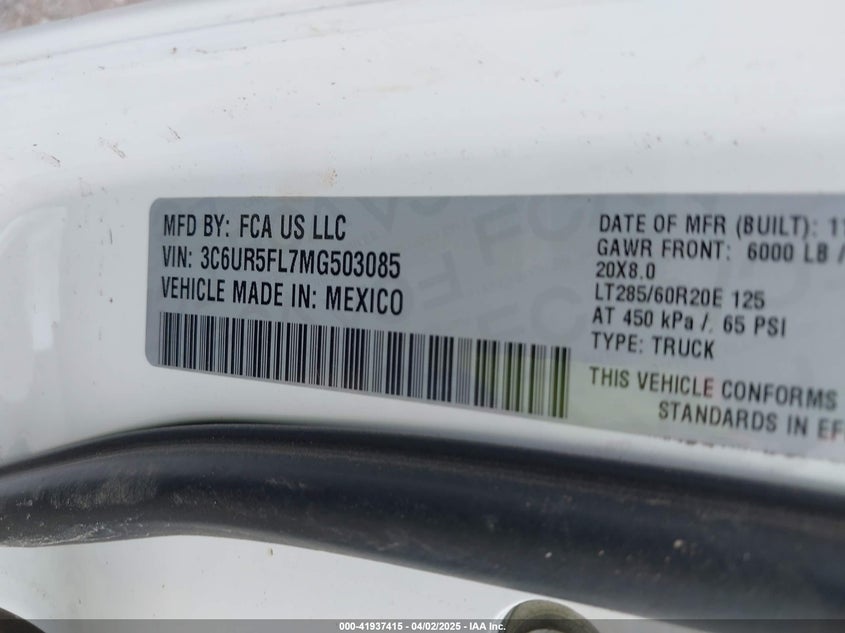 MFD BY: FCA US LLC
VIN: 3C6UR5FL7MG503085
VEHICLE MADE IN: MEXICO
DATE OF MFR (BUILT): 11
GAWR FRONT: 6000 LB /
20X8.0
LT285/60R20E 125
AT 450 kPa /. 65 PSI
TYPE: TRUCK
THIS VEHICLE CONFORMS
STANDARDS IN EF
000-41937415 | 04/02/2025 - IAA Inc.